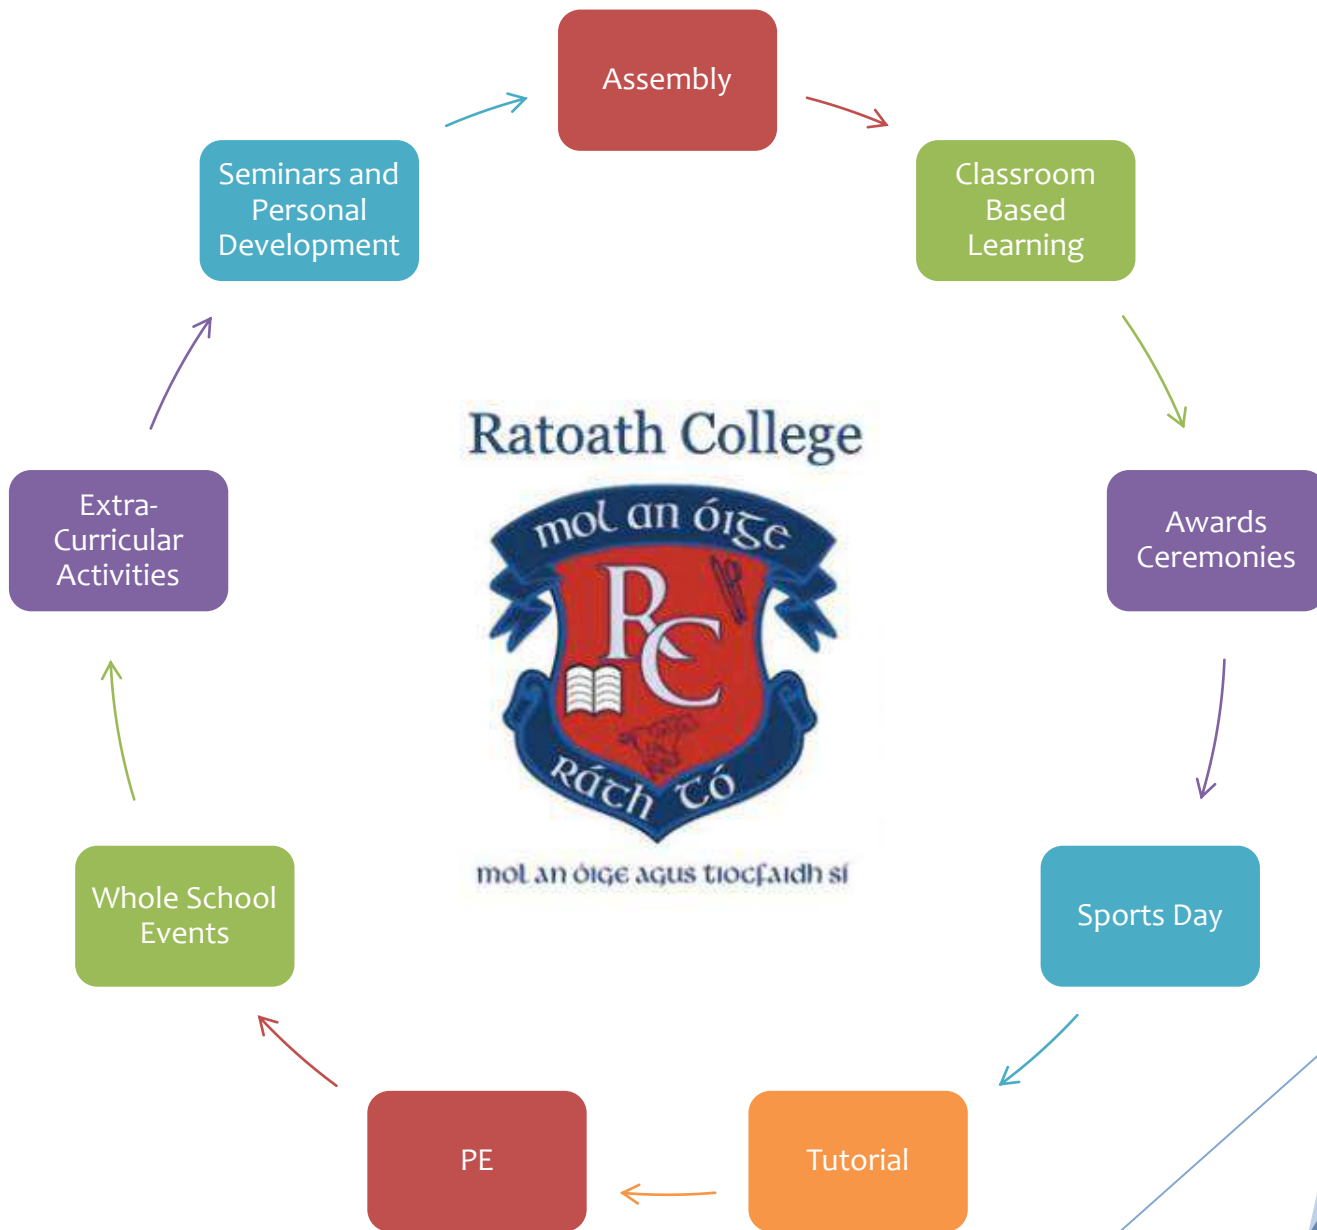 Assembly
Classroom
Based
Learning
Awards
Ceremonies
Sports Day
Tutorial
PE
Whole School
Events
Extra-
Curricular
Activities
Seminars and
Personal
Development
Ratoath College
mol an óige
RC
Ráth Tó
mol an óige agus tiocfaidh sí